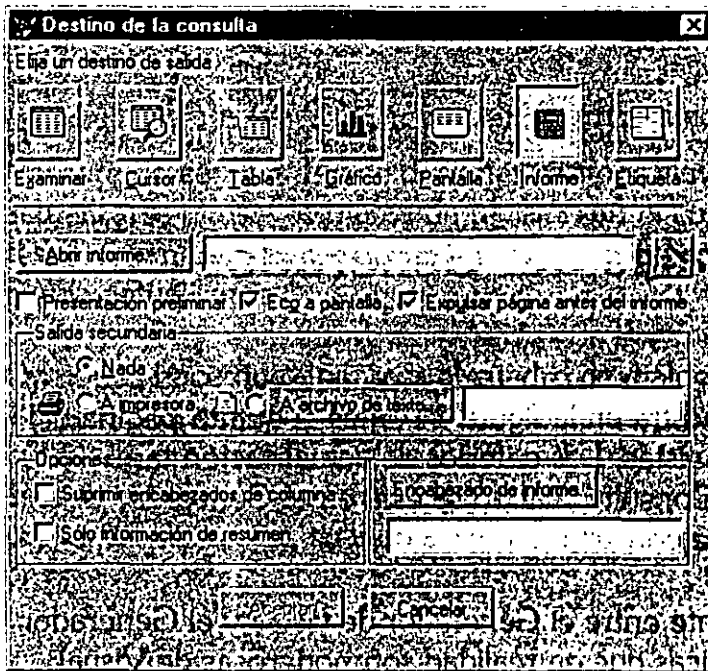 Destino de la consulta
Elija un destino de salida
Examinar Cursor Tabla Gráfico Pantalla Informe Etiqueta
Abrir informe...
Presentación preliminar Eco a pantalla Expulsar página antes del informe
Salida secundaria
Nada
A impresora A archivo de texto...
Opciones
Suprimir encabezados de columna Encabezado de informe...
Sólo información de resumen
Aceptar Cancelar